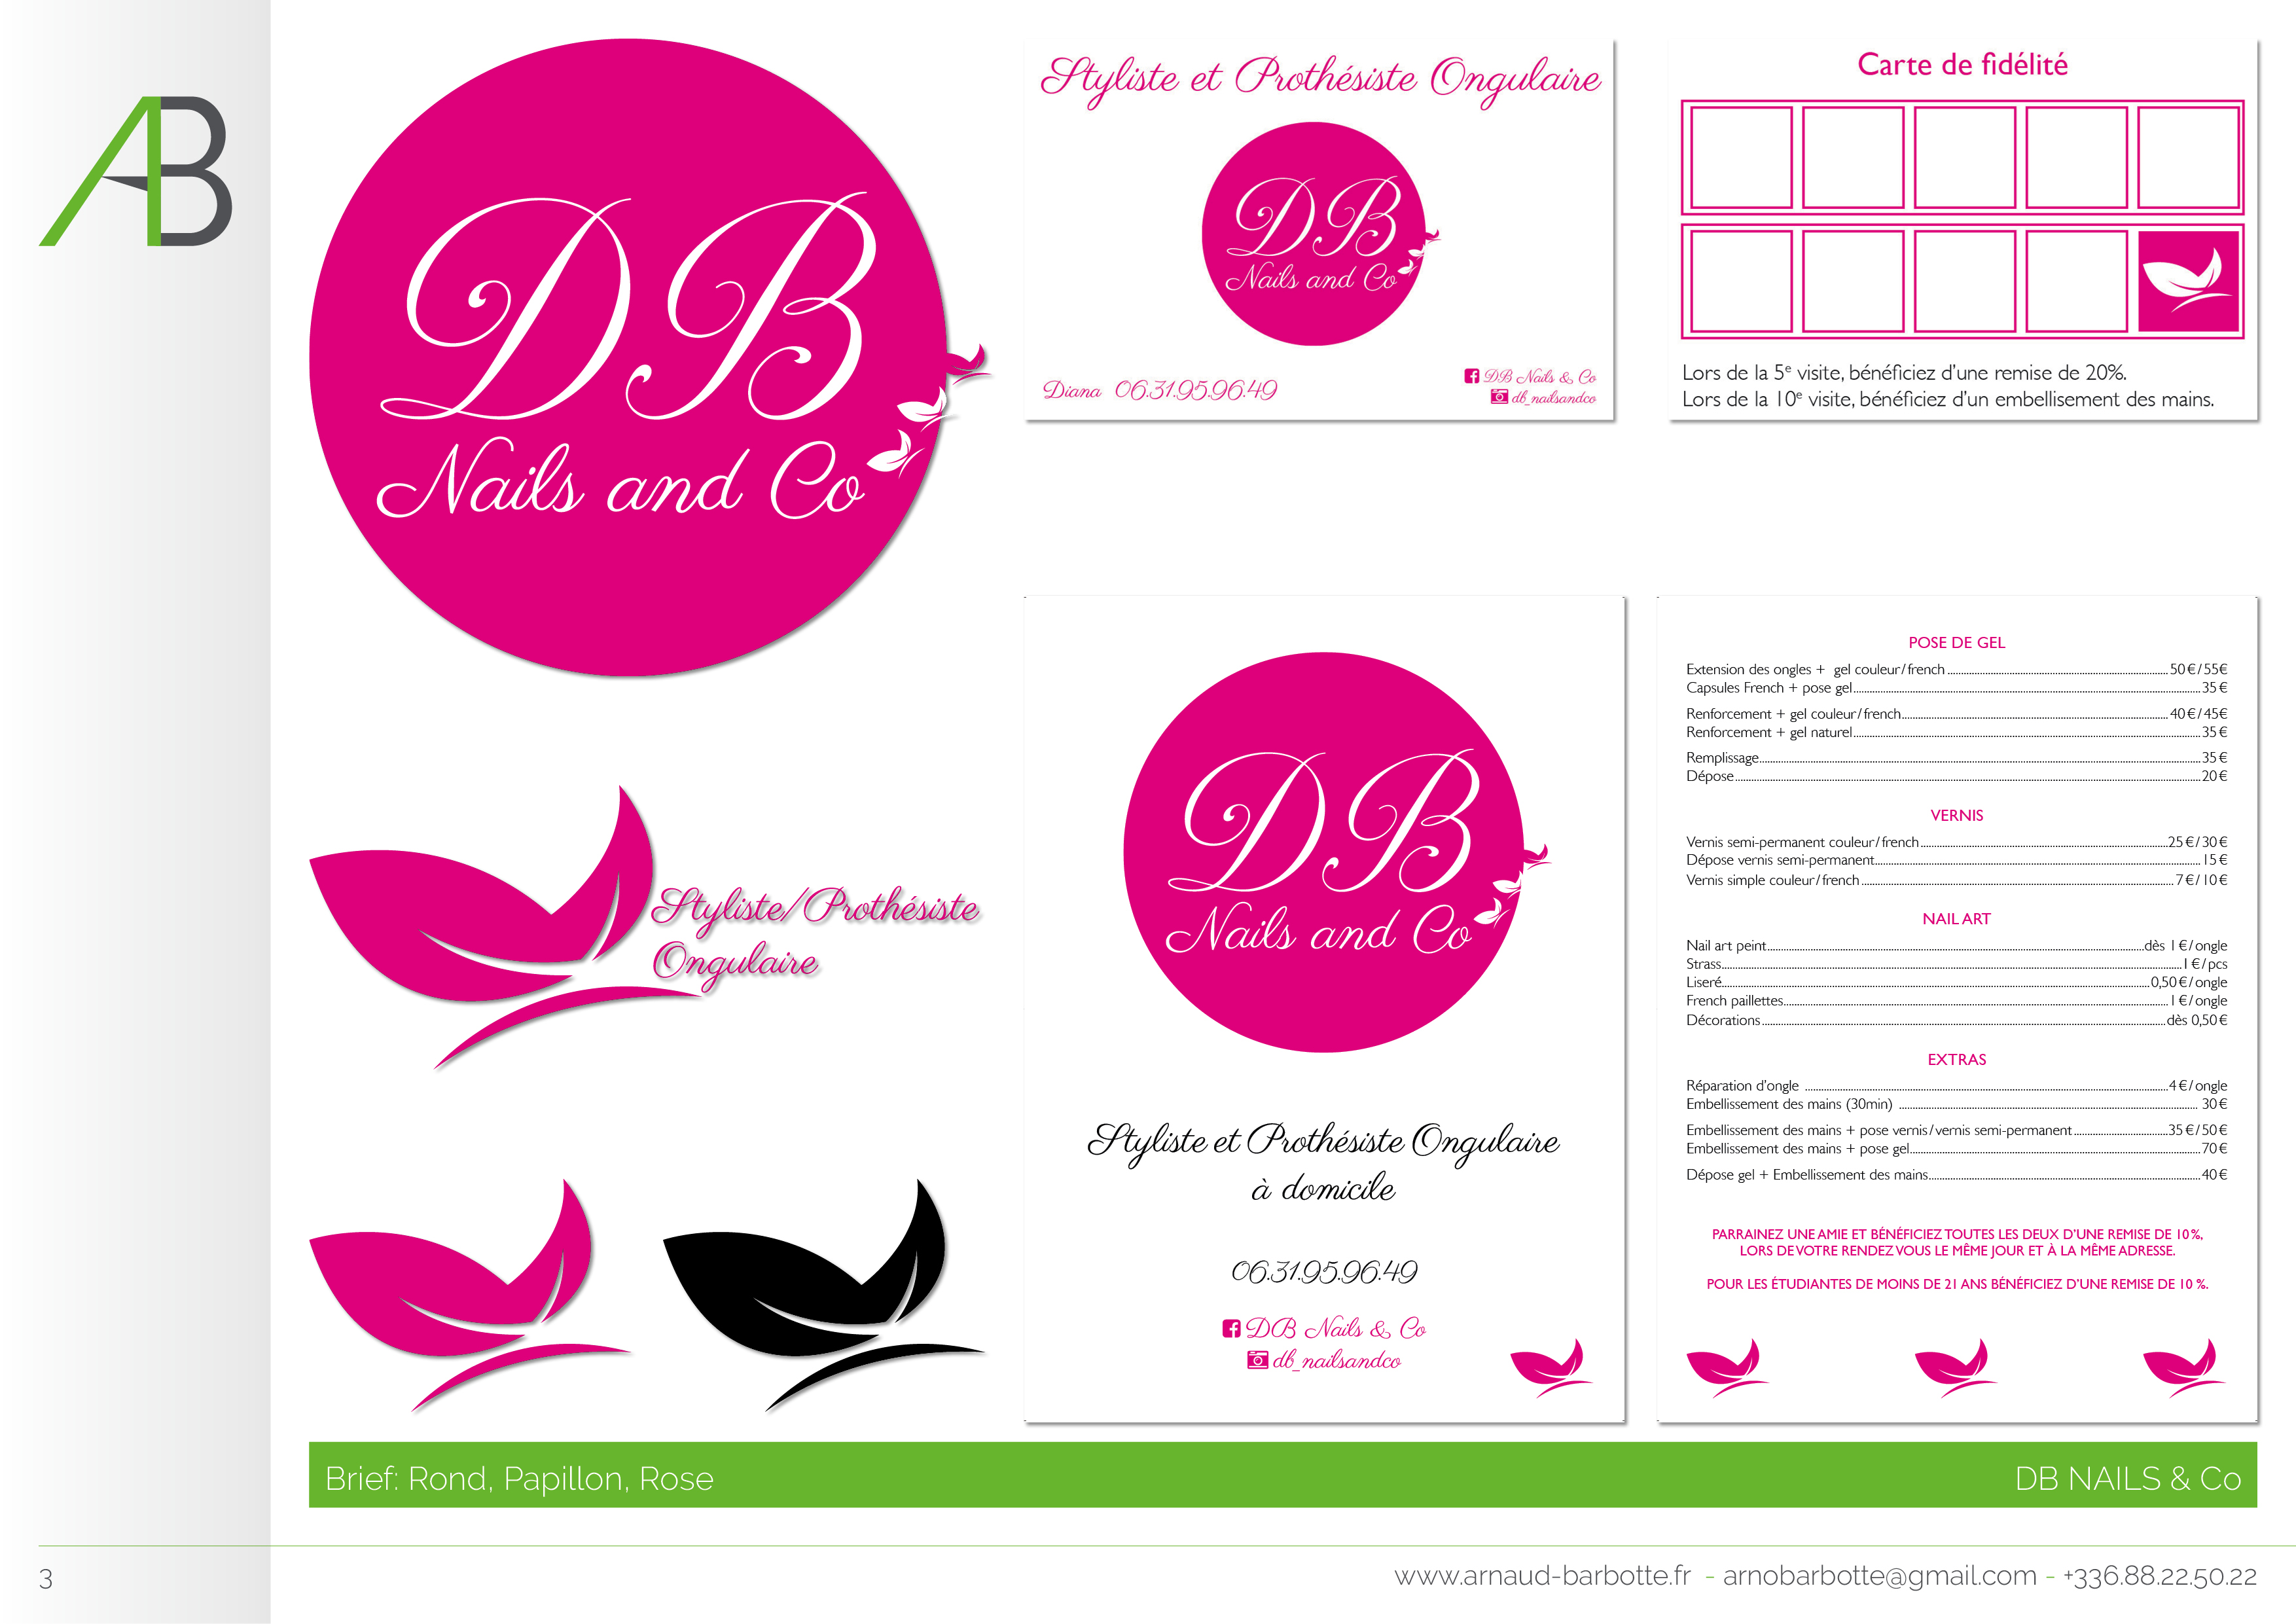 AB
DB
Nails and Co
Styliste/Prothésiste
Ongulaire
Styliste et Prothésiste Ongulaire
DB
Nails and Co
Diana 06.31.95.96.49
DB Nails & Co
db_nailsandco
Carte de fidélité
Lors de la 5e visite, bénéficiez d'une remise de 20%.
Lors de la 10e visite, bénéficiez d'un embellisement des mains.
DB
Nails and Co
Styliste et Prothésiste Ongulaire
à domicile
06.31.95.96.49
DB Nails & Co
db_nailsandco
POSE DE GEL
Extension des ongles + gel couleur/french 50 €/55€
Capsules French + pose gel 35 €
Renforcement + gel couleur/french 40 €/45€
Renforcement + gel naturel 35 €
Remplissage 35 €
Dépose 20 €
VERNIS
Vernis semi-permanent couleur/french 25 €/30 €
Dépose vernis semi-permanent 15 €
Vernis simple couleur/french 7 €/10 €
NAIL ART
Nail art peint dès 1 €/ongle
Strass 1 €/pcs
Liseré 0,50 €/ongle
French paillettes 1 €/ongle
Décorations dès 0,50 €
EXTRAS
Réparation d'ongle 4 €/ongle
Embellissement des mains (30min) 30 €
Embellissement des mains + pose vernis/vernis semi-permanent 35 €/50 €
Embellissement des mains + pose gel 70 €
Dépose gel + Embellissement des mains 40 €
PARRAINEZ UNE AMIE ET BÉNÉFICIEZ TOUTES LES DEUX D'UNE REMISE DE 10 %,
LORS DE VOTRE RENDEZ VOUS LE MÊME JOUR ET À LA MÊME ADRESSE.
POUR LES ÉTUDIANTES DE MOINS DE 21 ANS BÉNÉFICIEZ D'UNE REMISE DE 10 %.
Brief: Rond, Papillon, Rose
DB NAILS & Co
3
www.arnaud-barbotte.fr - arnobarbotte@gmail.com - +336.88.22.50.22